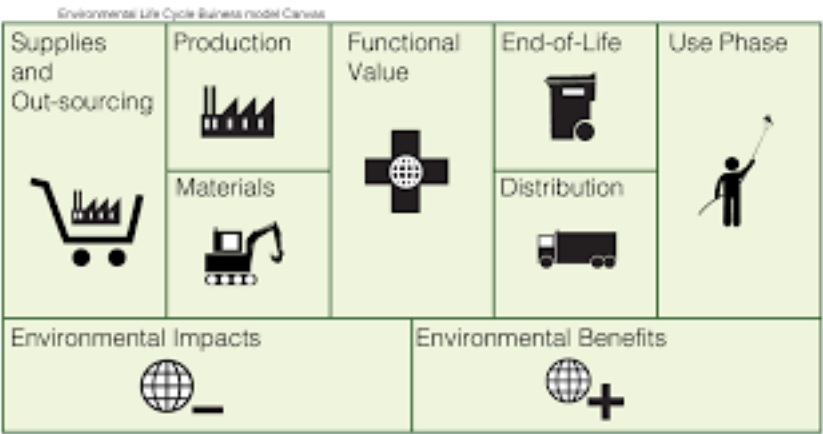 Environmental Life Cycle Buiness model Canvas
Supplies
and
Out-sourcing
Production
Materials
Functional
Value
End-of-Life
Distribution
Use Phase
Environmental Impacts
Environmental Benefits